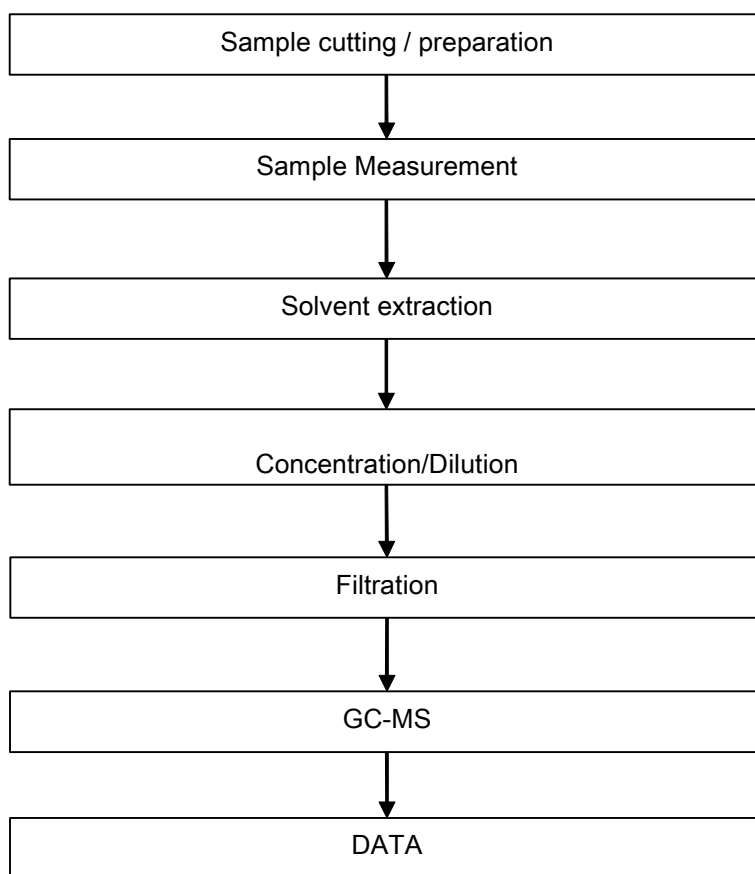 Sample cutting / preparation
Sample Measurement
Solvent extraction
Concentration/Dilution
Filtration
GC-MS
DATA